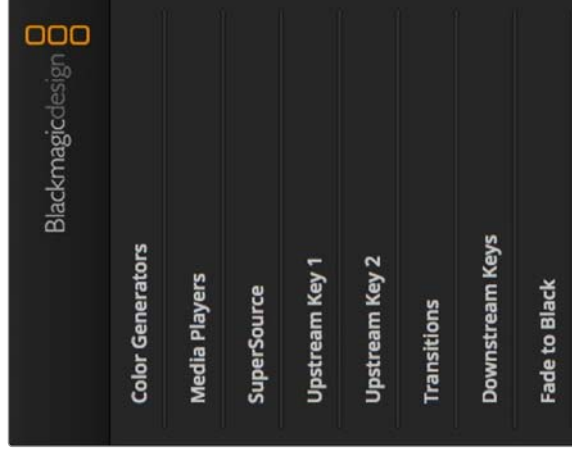 Blackmagicdesign
Color Generators
Media Players
SuperSource
Upstream Key 1
Upstream Key 2
Transitions
Downstream Keys
Fade to Black